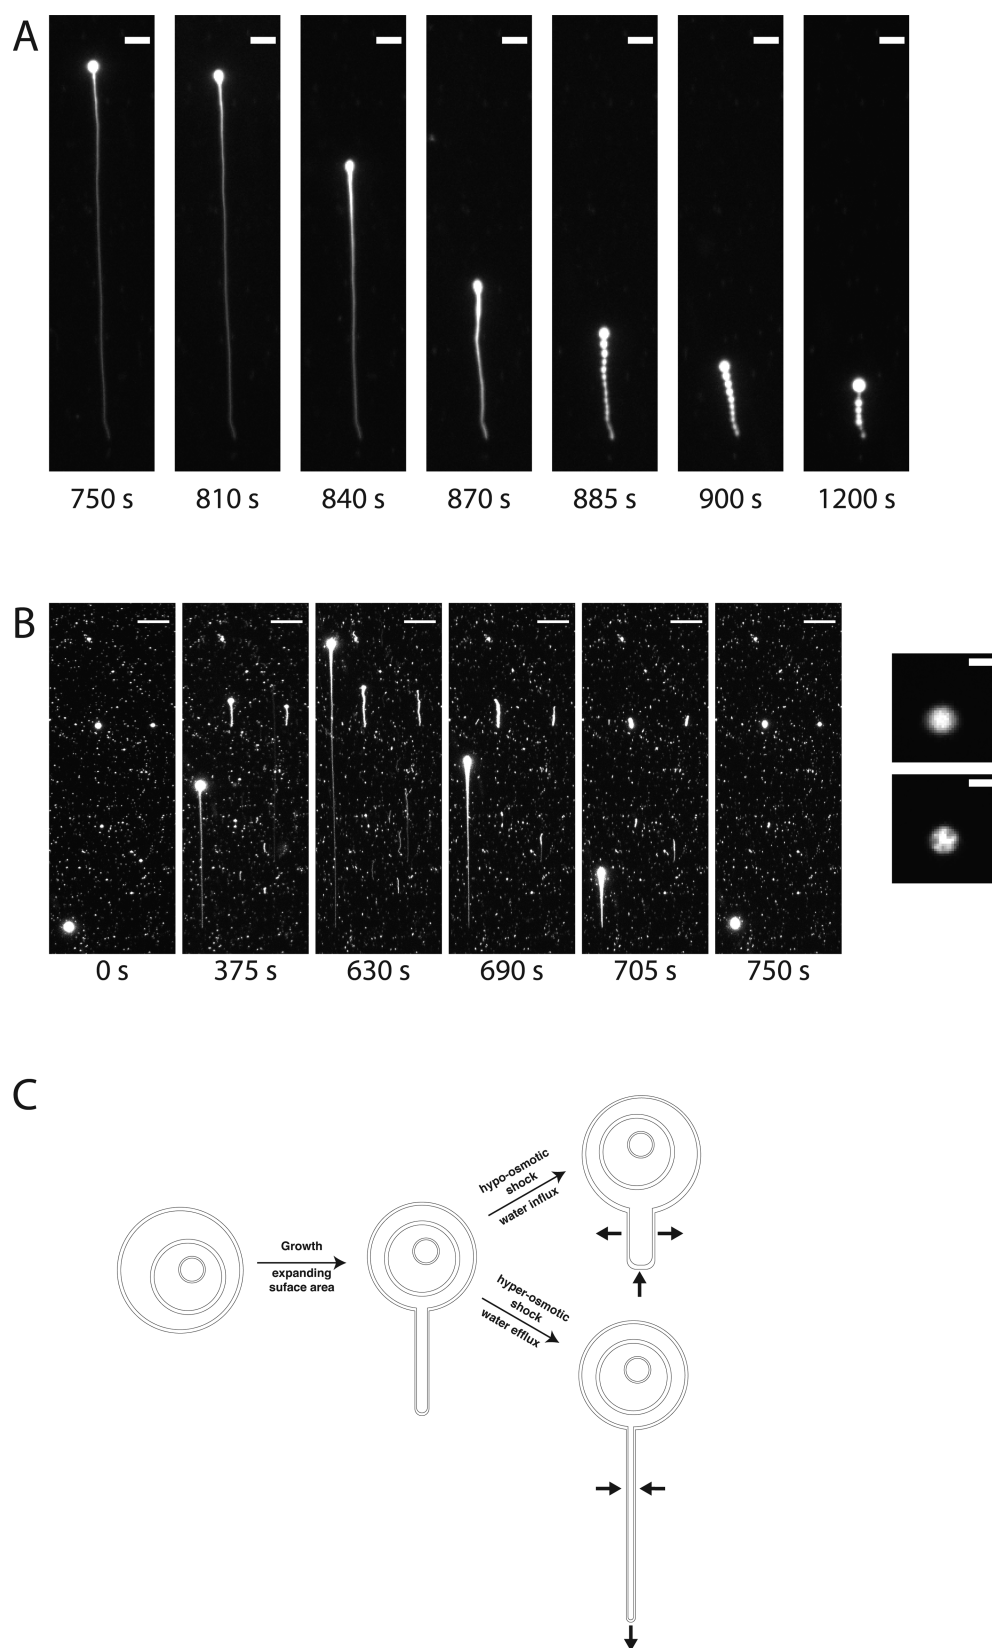 A
750 s
810 s
840 s
870 s
885 s
900 s
1200 s
B
0 s
375 s
630 s
690 s
705 s
750 s
C
Growth
expanding
suface area
hypo-osmotic
shock
water influx
hyper-osmotic
shock
water efflux